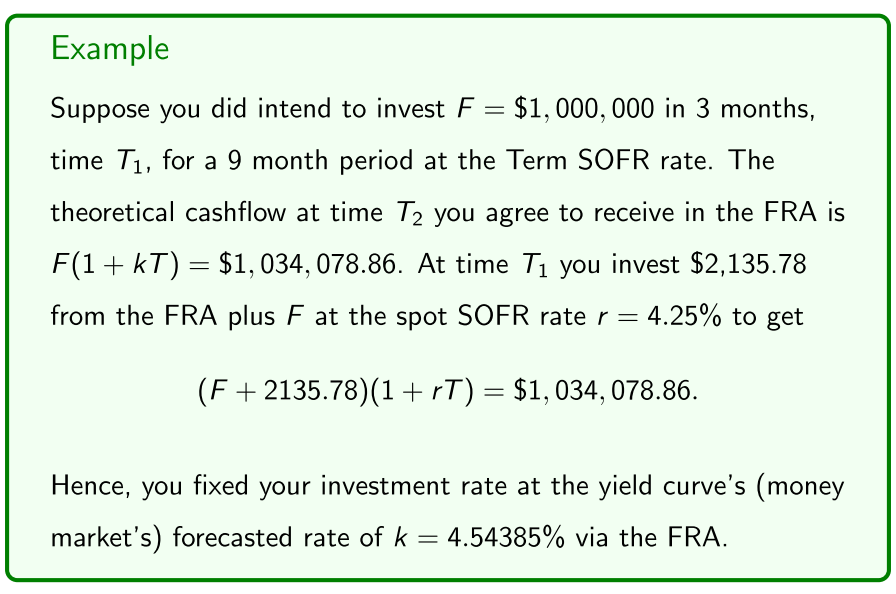 Example
Suppose you did intend to invest F = $1, 000, 000 in 3 months,
time T₁, for a 9 month period at the Term SOFR rate. The
theoretical cashflow at time T₂ you agree to receive in the FRA is
F(1 + kT) = $1, 034, 078.86. At time T₁ you invest $2,135.78
from the FRA plus F at the spot SOFR rate r = 4.25% to get
(F + 2135.78)(1 + rT) = $1, 034, 078.86.
Hence, you fixed your investment rate at the yield curve's (money
market's) forecasted rate of k = 4.54385% via the FRA.